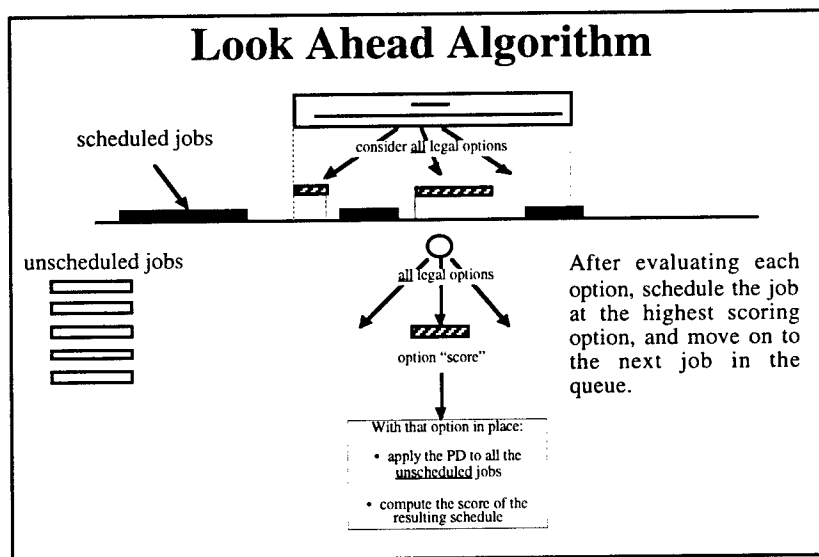 Look Ahead Algorithm
scheduled jobs
consider all legal options
unscheduled jobs
all legal options
option “score”
With that option in place:
• apply the PD to all the
unscheduled jobs
• compute the score of the
resulting schedule
After evaluating each
option, schedule the job
at the highest scoring
option, and move on to
the next job in the
queue.